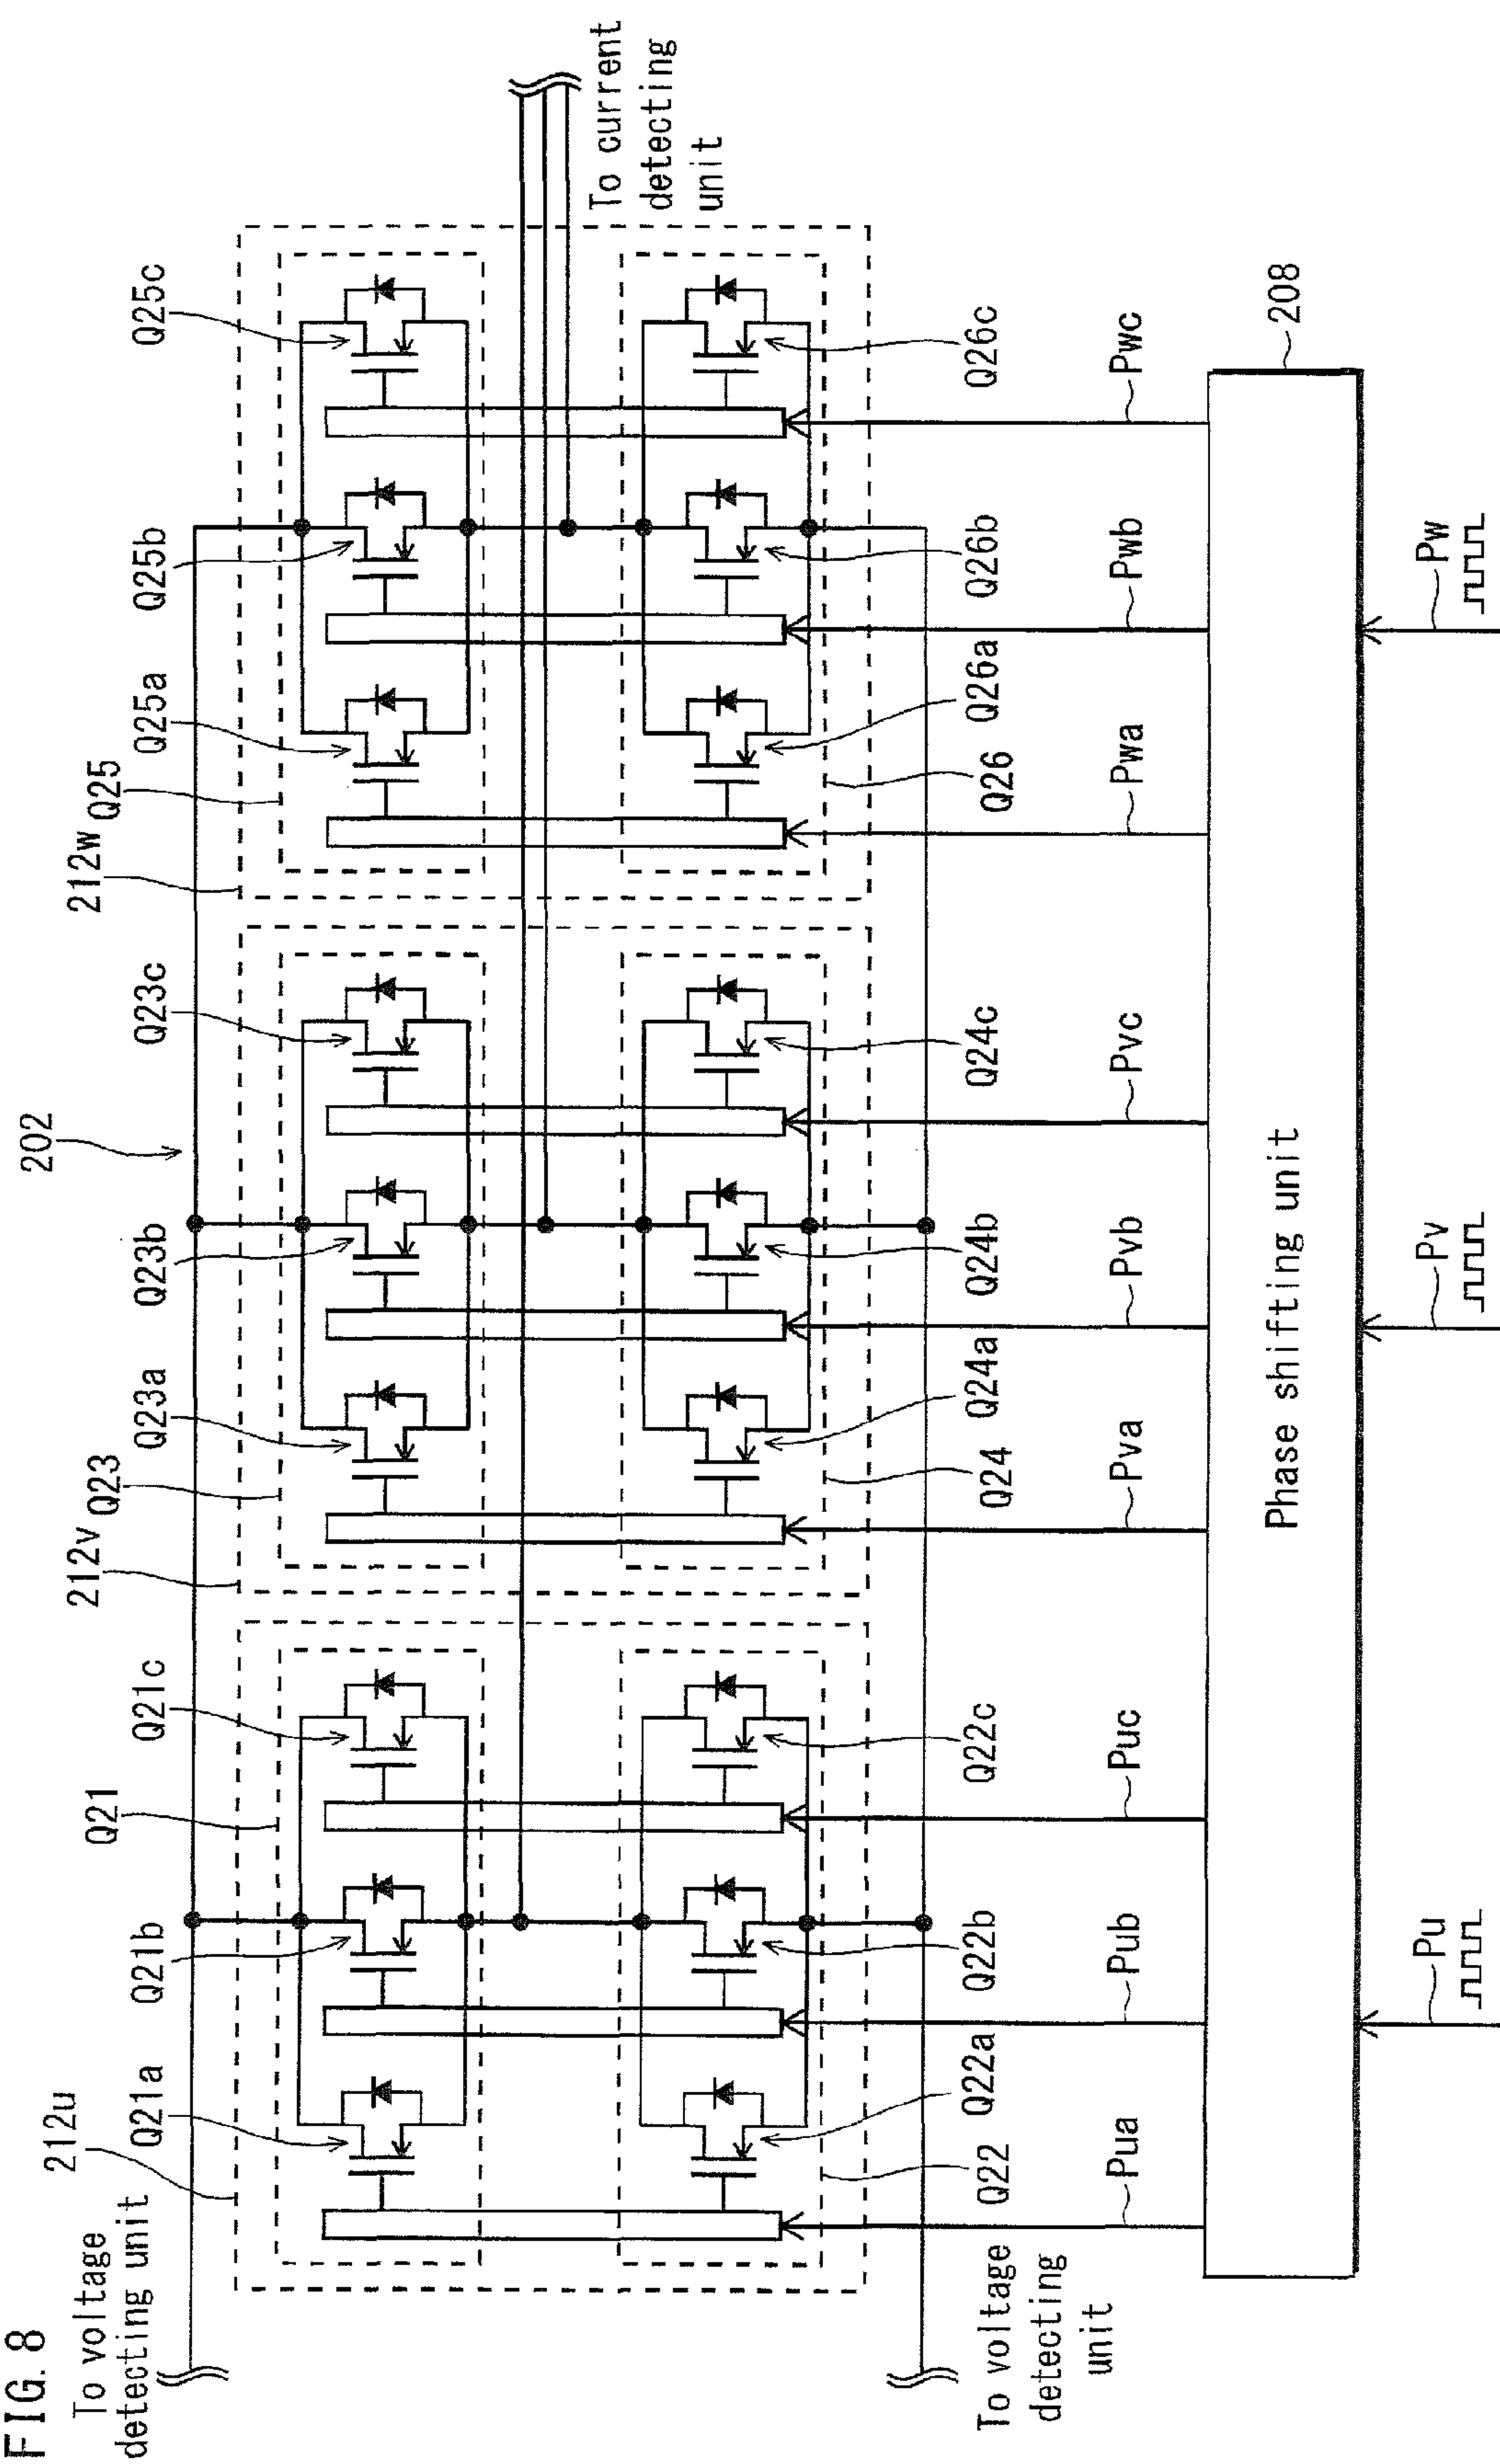 FIG. 8
To voltage
detecting unit
212u
Q21a
Q21b
Q21
Q21c
212v
Q23
Q23a
Q23b
202
Q23c
212w
Q25
Q25a
Q25b
Q25c
To current
detecting
unit
To voltage
detecting
unit
Q22
Q22a
Q22b
Q22c
Q24
Q24a
Q24b
Q24c
Q26
Q26a
Q26b
Q26c
Pua
Pub
Puc
Pva
Pvb
Pvc
Pwa
Pwb
Pwc
208
Phase shifting unit
Pu
Pv
Pw